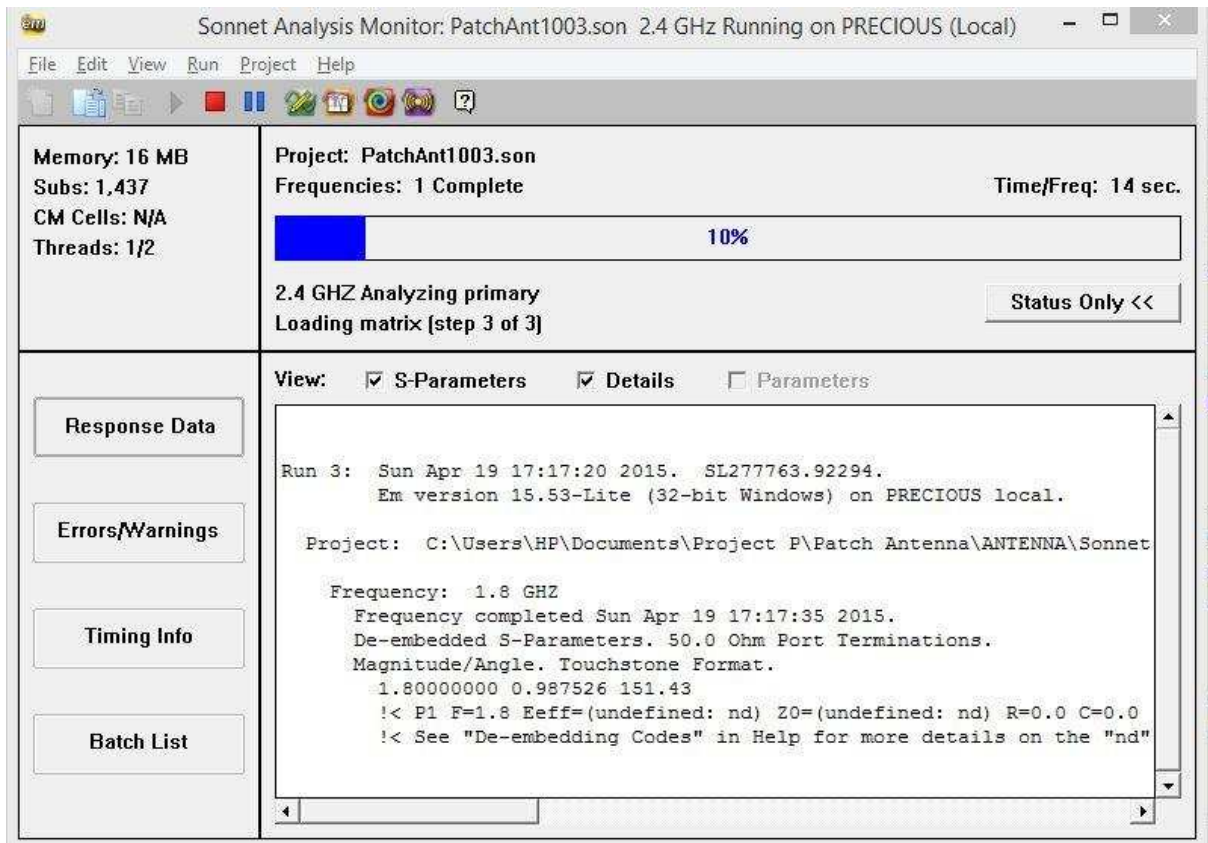 em
Sonnet Analysis Monitor: PatchAnt1003.son 2.4 GHz Running on PRECIOUS (Local)
File Edit View Run Project Help
Memory: 16 MB
Subs: 1,437
CM Cells: N/A
Threads: 1/2
Project: PatchAnt1003.son
Frequencies: 1 Complete
Time/Freq: 14 sec.
10%
2.4 GHZ Analyzing primary
Loading matrix (step 3 of 3)
Status Only <<
Response Data
Errors/Warnings
Timing Info
Batch List
View: S-Parameters Details Parameters
Run 3: Sun Apr 19 17:17:20 2015. SL277763.92294.
Em version 15.53-Lite (32-bit Windows) on PRECIOUS local.
Project: C:\Users\HP\Documents\Project P\Patch Antenna\ANTENNA\Sonnet
Frequency: 1.8 GHZ
Frequency completed Sun Apr 19 17:17:35 2015.
De-embedded S-Parameters. 50.0 Ohm Port Terminations.
Magnitude/Angle. Touchstone Format.
1.80000000 0.987526 151.43
!< P1 F=1.8 Eeff=(undefined: nd) Z0=(undefined: nd) R=0.0 C=0.0
!< See "De-embedding Codes" in Help for more details on the "nd"